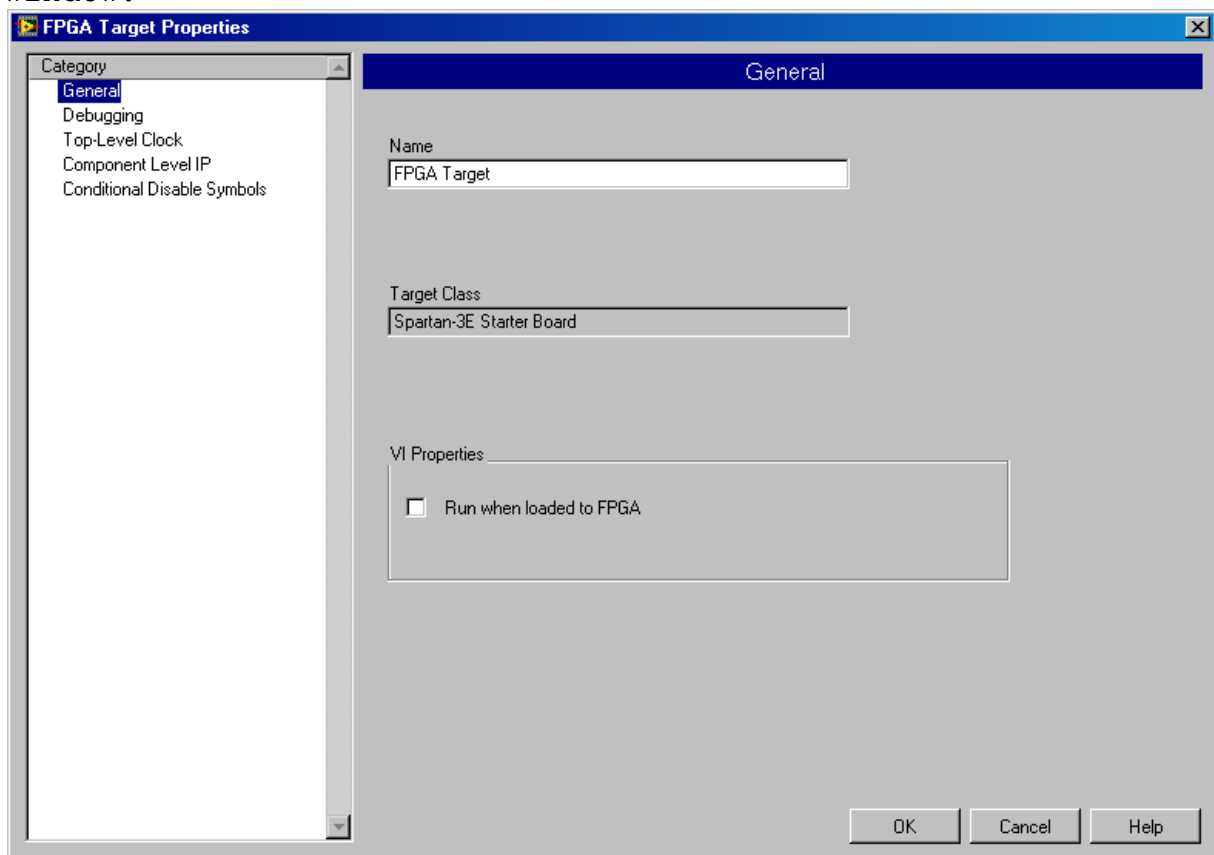 FPGA Target Properties
Category
General
Debugging
Top-Level Clock
Component Level IP
Conditional Disable Symbols
General
Name
FPGA Target
Target Class
Spartan-3E Starter Board
VI Properties
Run when loaded to FPGA
OK Cancel Help